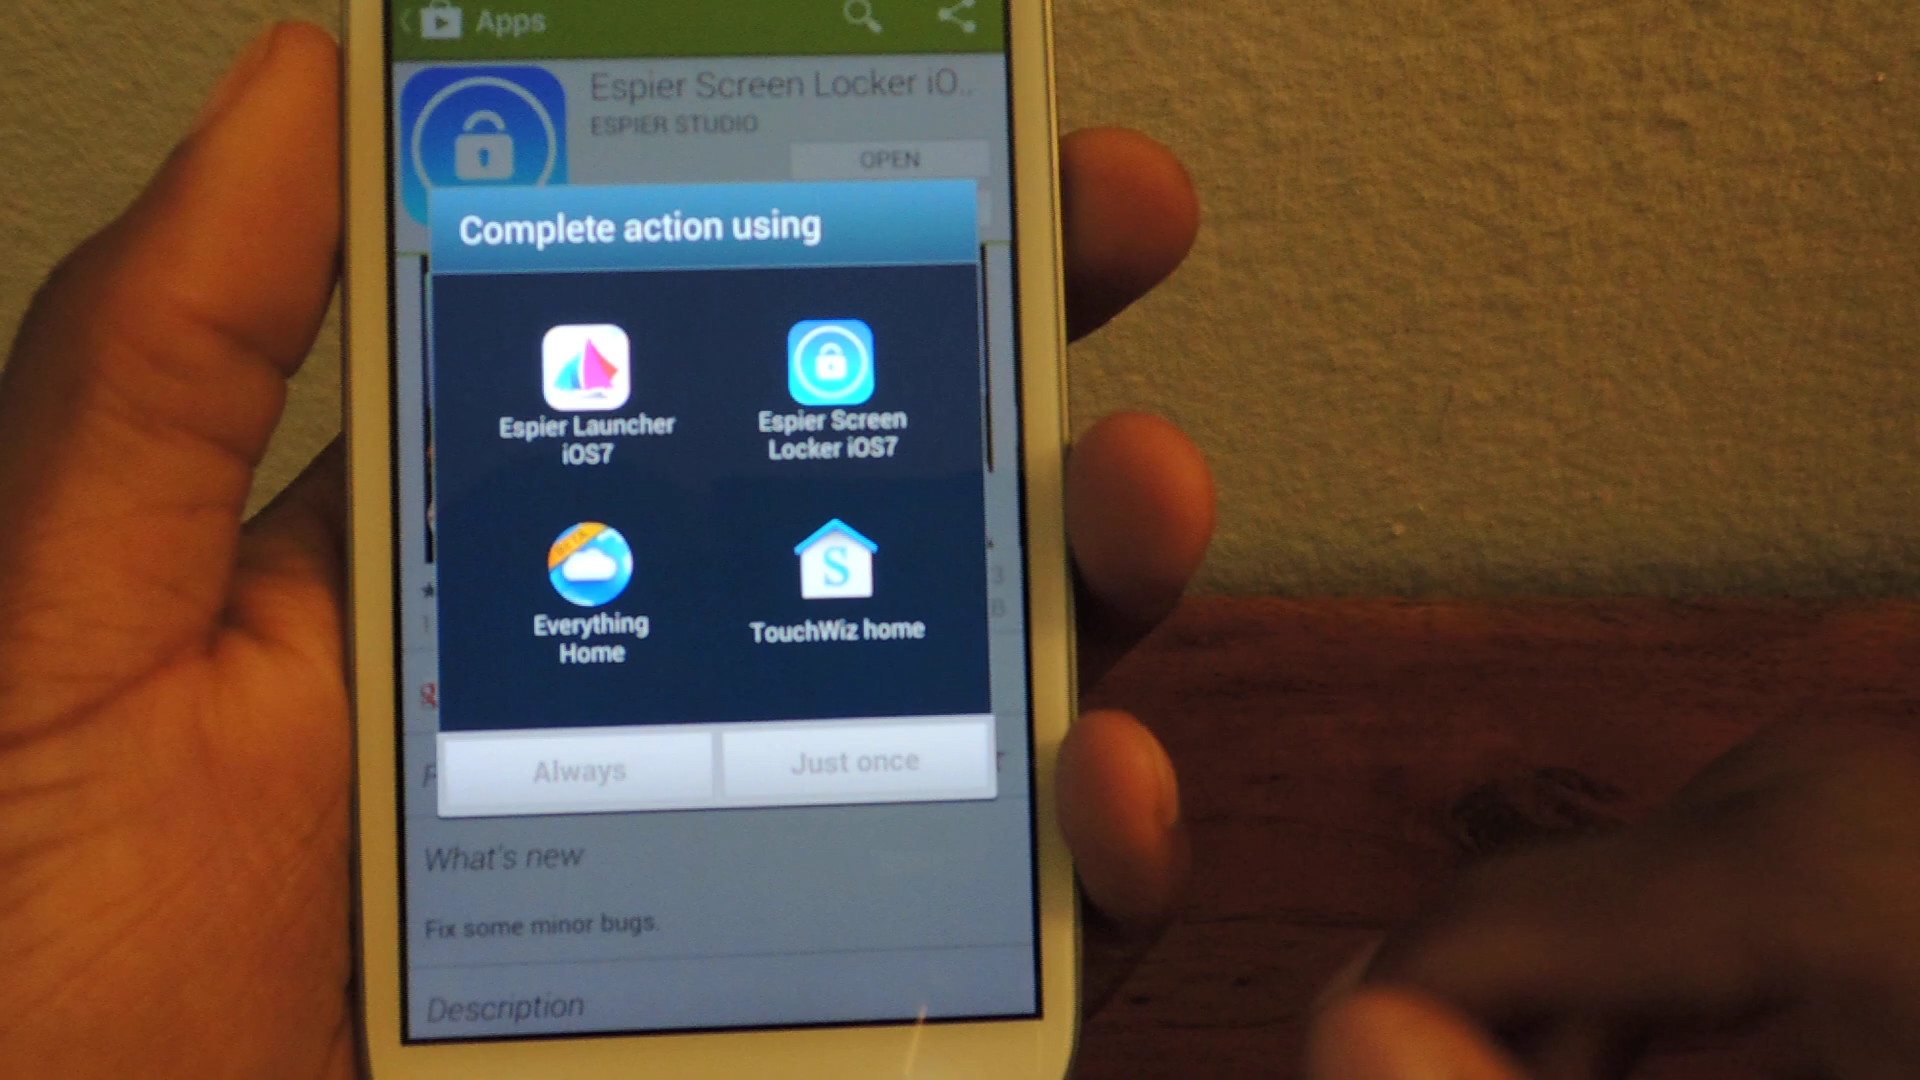 Apps
Espier Screen Locker iO..
ESPIER STUDIO
OPEN
Complete action using
Espier Launcher
iOS7
Espier Screen
Locker iOS7
BETA
Everything
Home
S
TouchWiz home
Always
Just once
What's new
Fix some minor bugs.
Description